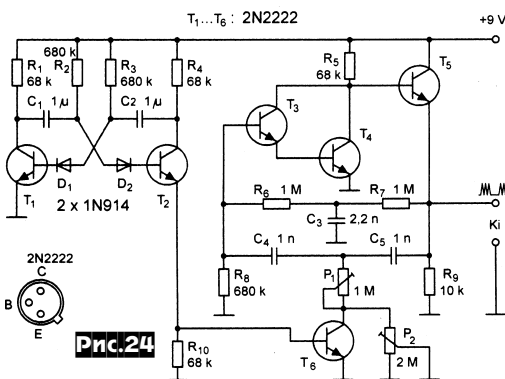 T1...T6 : 2N2222
+9 V
680 k
R1
68 k
R2
R3
680 k
R4
68 k
R5
68 k
T5
C1 1µ
C2 1µ
T3
T4
D1
D2
T1
T2
2 x 1N914
R6 1 M
R7 1 M
C3
2,2 n
Ki
C4 1 n
C5 1 n
2N2222
C
B
E
R8
680 k
P1
1 M
R9
10 k
Рис.24
R10
68 k
T6
P2
2 M